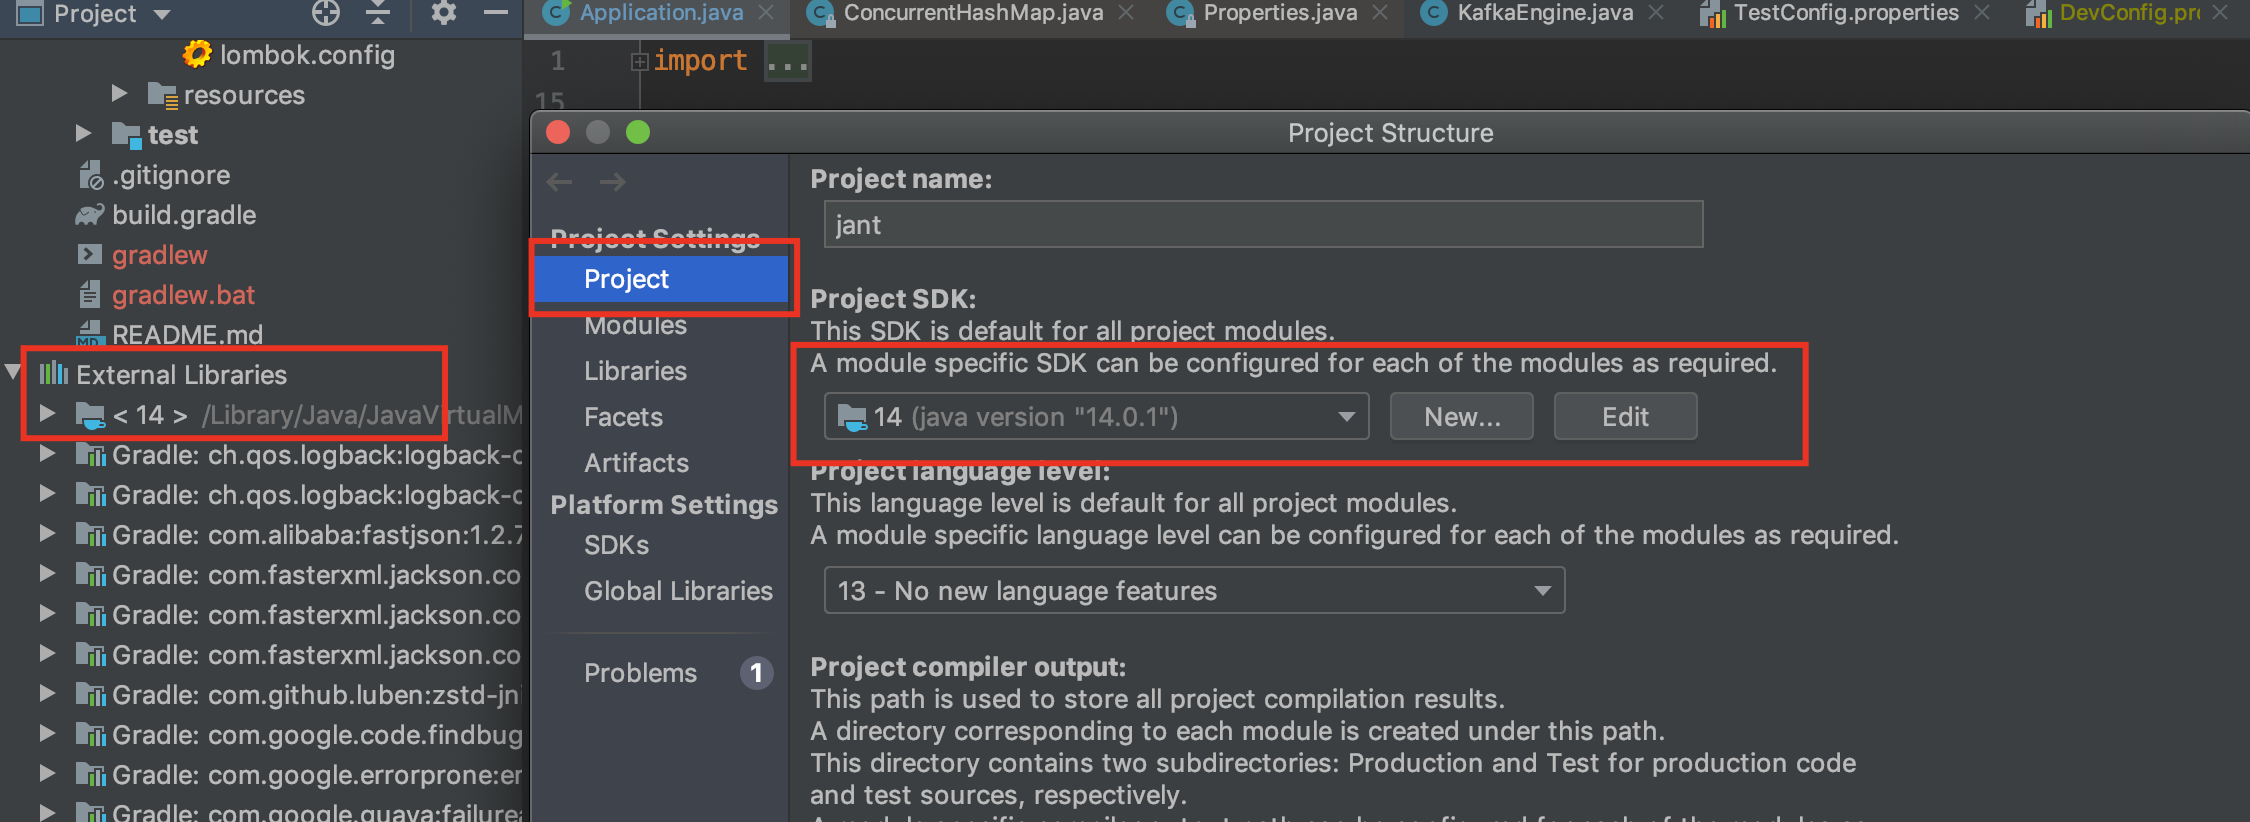 Project
Application.java
ConcurrentHashMap.java
Properties.java
KafkaEngine.java
TestConfig.properties
DevConfig.pr
lombok.config
resources
test
.gitignore
build.gradle
gradlew
gradlew.bat
README.md
External Libraries
< 14 > /Library/Java/JavaVirtualM
Gradle: ch.qos.logback:logback-c
Gradle: ch.qos.logback:logback-c
Gradle: com.alibaba:fastjson:1.2.7
Gradle: com.fasterxml.jackson.co
Gradle: com.fasterxml.jackson.co
Gradle: com.fasterxml.jackson.co
Gradle: com.github.luben:zstd-jni
Gradle: com.google.code.findbug
Gradle: com.google.errorprone:er
Gradle: com.google.guava:failurea
1
import ...
15
Project Structure
Project Settings
Project
Modules
Libraries
Facets
Artifacts
Platform Settings
SDKs
Global Libraries
Problems 1
Project name:
jant
Project SDK:
This SDK is default for all project modules.
A module specific SDK can be configured for each of the modules as required.
14 (java version "14.0.1")
New...
Edit
Project language level:
This language level is default for all project modules.
A module specific language level can be configured for each of the modules as required.
13 - No new language features
Project compiler output:
This path is used to store all project compilation results.
A directory corresponding to each module is created under this path.
This directory contains two subdirectories: Production and Test for production code
and test sources, respectively.